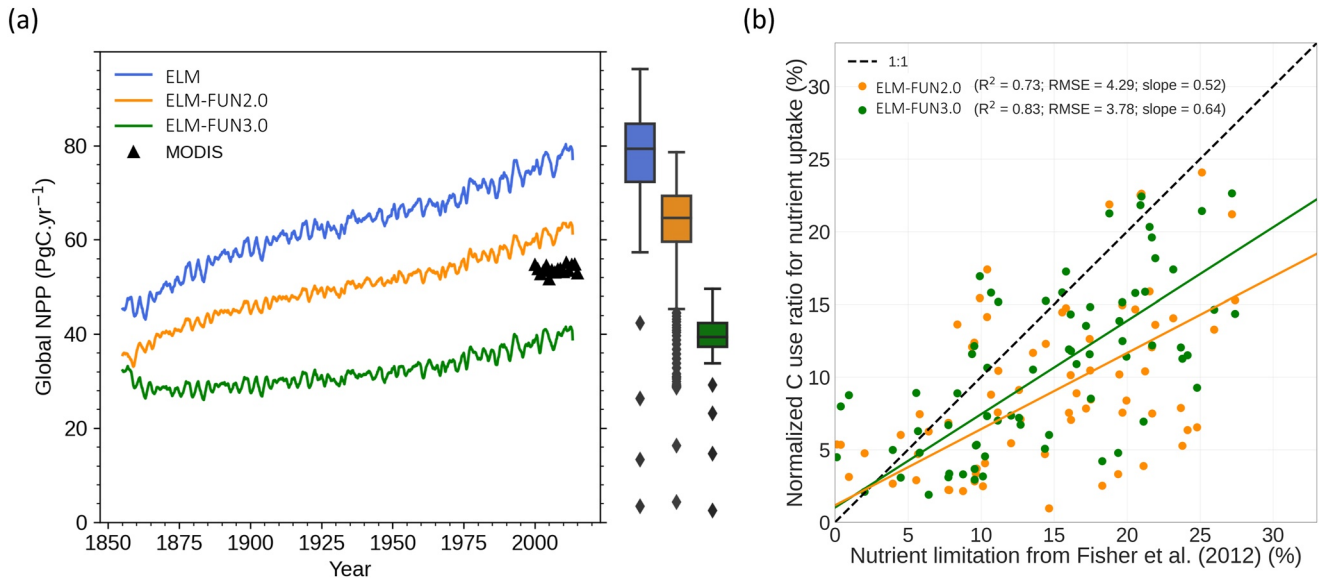 (a)
ELM
ELM-FUN2.0
ELM-FUN3.0
MODIS
80
60
40
20
0
Global NPP (PgC.yr⁻¹)
1850 1875 1900 1925 1950 1975 2000
Year
(b)
1:1
ELM-FUN2.0 (R² = 0.73; RMSE = 4.29; slope = 0.52)
ELM-FUN3.0 (R² = 0.83; RMSE = 3.78; slope = 0.64)
30
25
20
15
10
5
0
Normalized C use ratio for nutrient uptake (%)
0 5 10 15 20 25 30
Nutrient limitation from Fisher et al. (2012) (%)